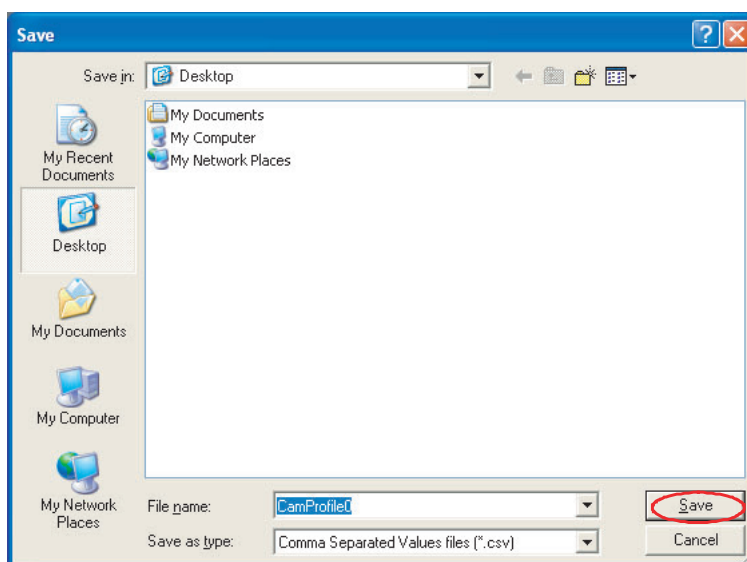 Save
Save in: Desktop
My Documents
My Computer
My Network Places
My Recent
Documents
Desktop
My Documents
My Computer
My Network
Places
File name: CamProfile0 Save
Save as type: Comma Separated Values files (*.csv) Cancel